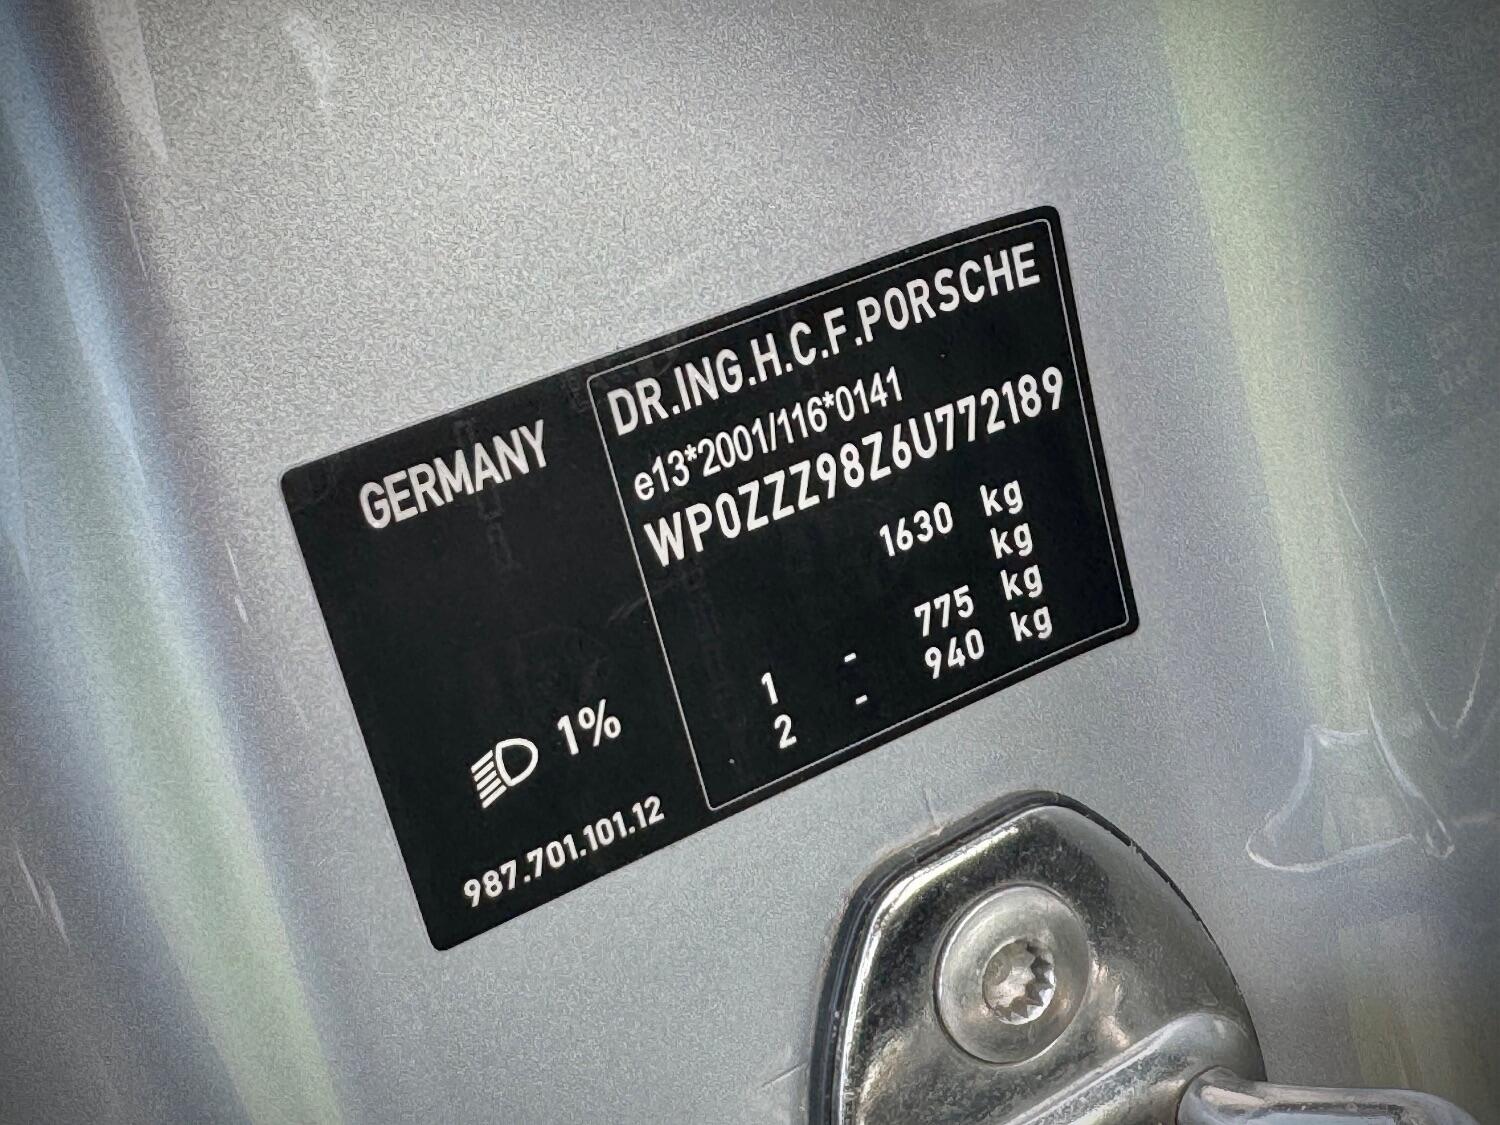 GERMANY
1%
987.701.101.12
DR.ING.H.C.F.PORSCHE
e13*2001/116*0141
WP0ZZZ98Z6U772189
1630 kg
kg
1 - 775 kg
2 - 940 kg